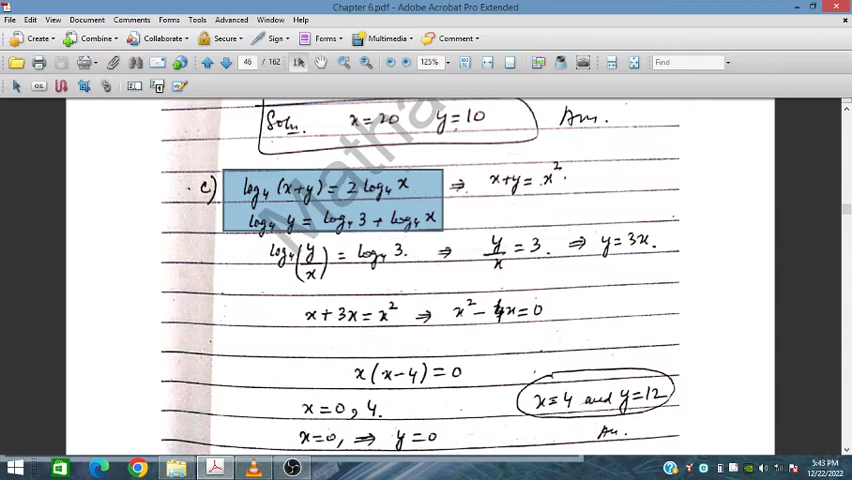 Chapter 6.pdf - Adobe Acrobat Pro Extended
File Edit View Document Comments Forms Tools Advanced Window Help
Create Combine Collaborate Secure Sign Forms Multimedia Comment
46 / 162 125% Find
Soln. x=20 y=10 Ans.
c) log₄ (x+y) = 2 log₄ x ⇒ x+y = x².
log₄ y = log₄ 3 + log₄ x
log₄(y/x) = log₄ 3. ⇒ y/x = 3. ⇒ y=3x.
x+3x = x² ⇒ x² - 4x = 0
x(x-4) = 0
x=0, 4. x=4 and y=12
x=0, ⇒ y=0 An.
5:43 PM
12/22/2022